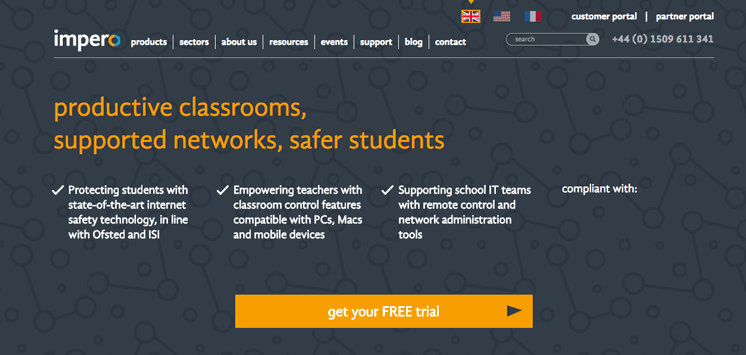 customer portal | partner portal
impero products | sectors | about us | resources | events | support | blog | contact
search
+44 (0) 1509 611 341
productive classrooms,
supported networks, safer students
Protecting students with
state-of-the-art internet
safety technology, in line
with Ofsted and ISI
Empowering teachers with
classroom control features
compatible with PCs, Macs
and mobile devices
Supporting school IT teams
with remote control and
network administration
tools
compliant with:
get your FREE trial